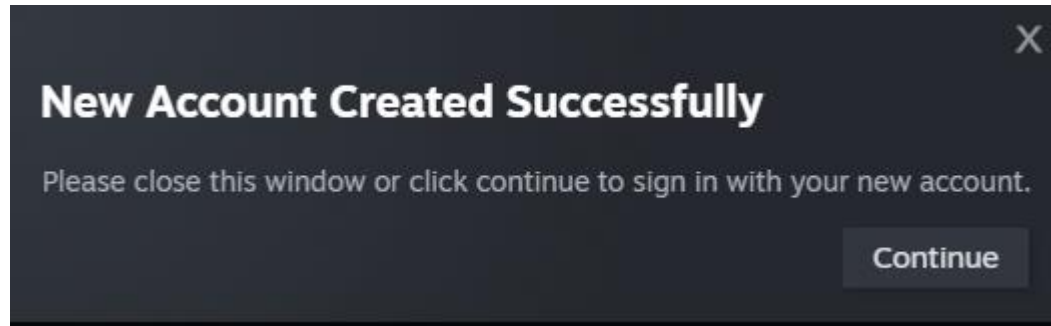 X
New Account Created Successfully
Please close this window or click continue to sign in with your new account.
Continue